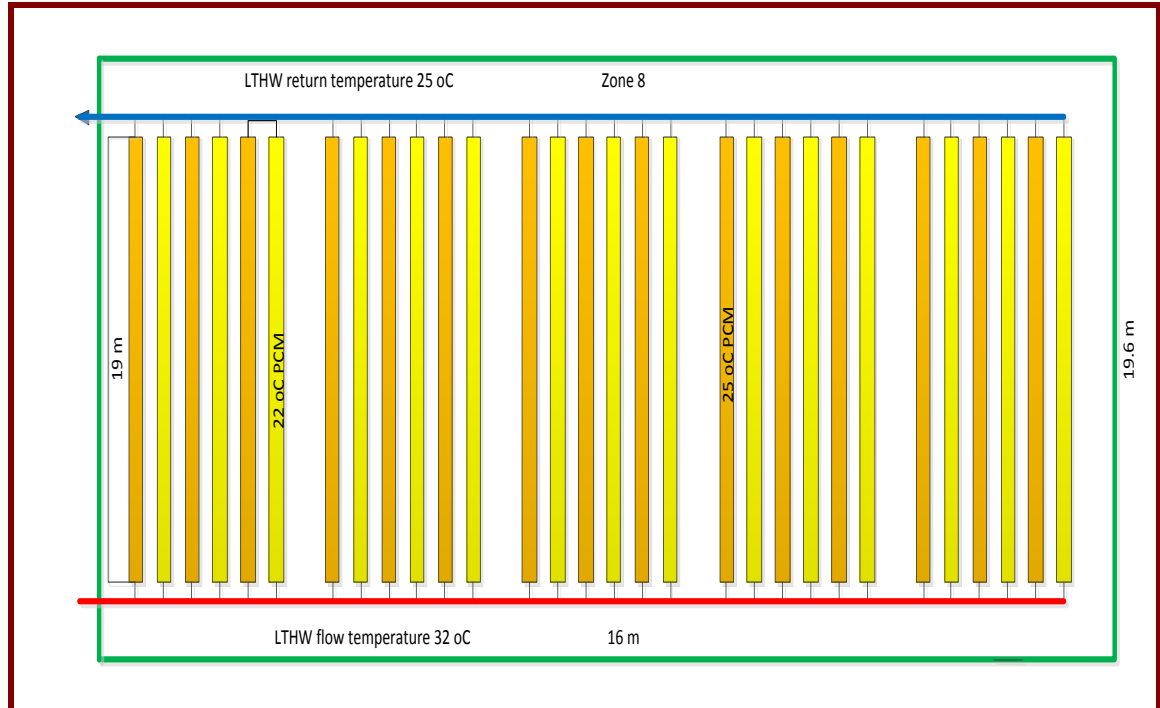 LTHW return temperature 25 oC
Zone 8
19 m
22 oC PCM
25 oC PCM
19.6 m
LTHW flow temperature 32 oC
16 m